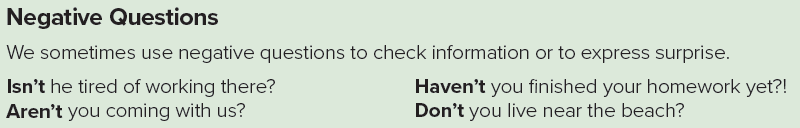 Negative Questions
We sometimes use negative questions to check information or to express surprise.
Isn't he tired of working there?
Aren't you coming with us?
Haven't you finished your homework yet?!
Don't you live near the beach?